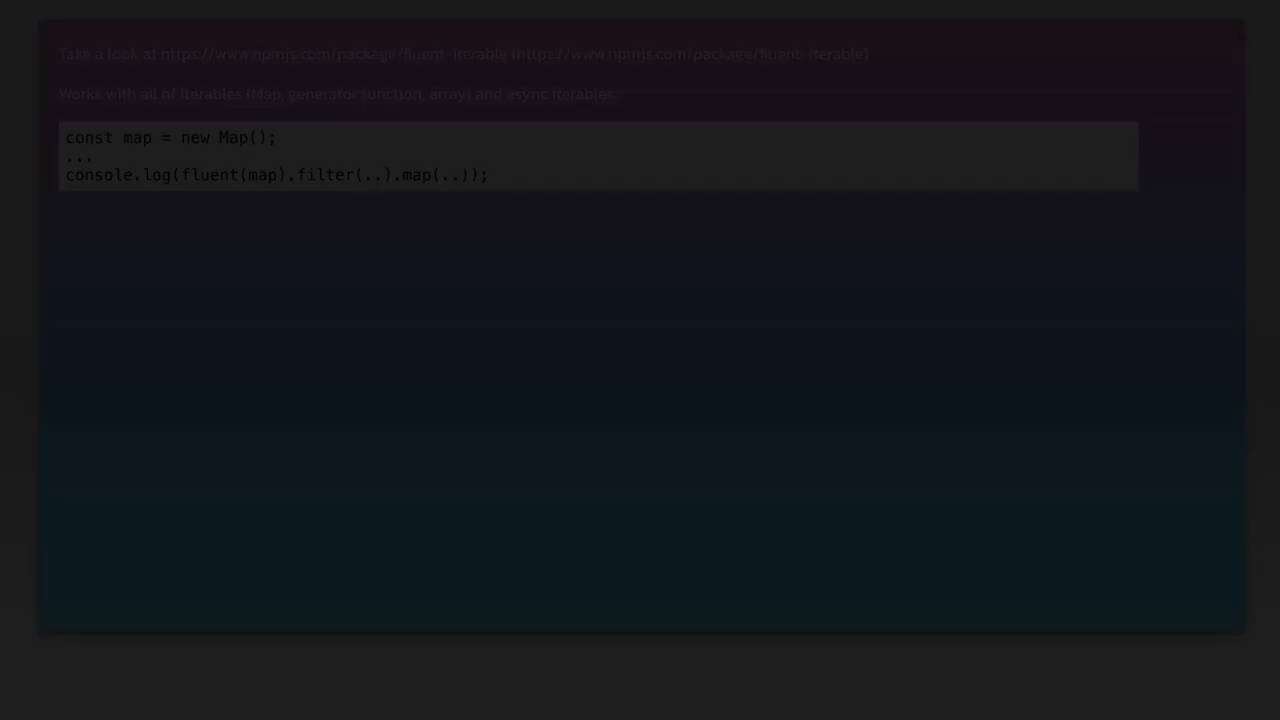 Take a look at https://www.npmjs.com/package/fluent-iterable (https://www.npmjs.com/package/fluent-iterable)
Works with all of iterables (Map, generator function, array) and async iterables.
const map = new Map();
...
console.log(fluent(map).filter(..).map(..));